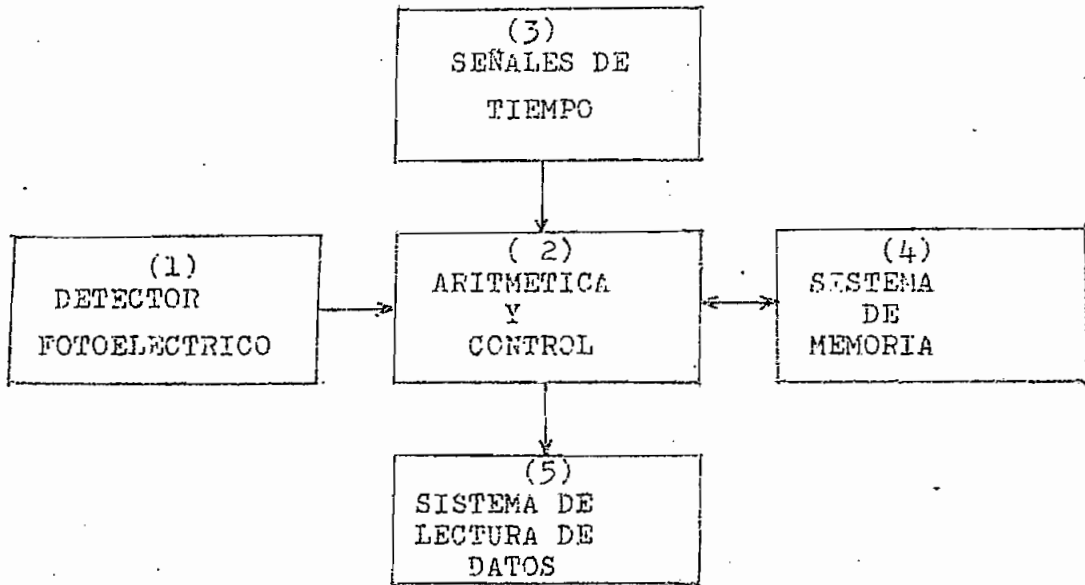 (3)
SEÑALES DE
TIEMPO
(1)
DETECTOR
FOTOELECTRICO
( 2)
ARITMETICA
Y
CONTROL
(4)
SISTEMA
DE
MEMORIA
(5)
SISTEMA DE
LECTURA DE
DATOS